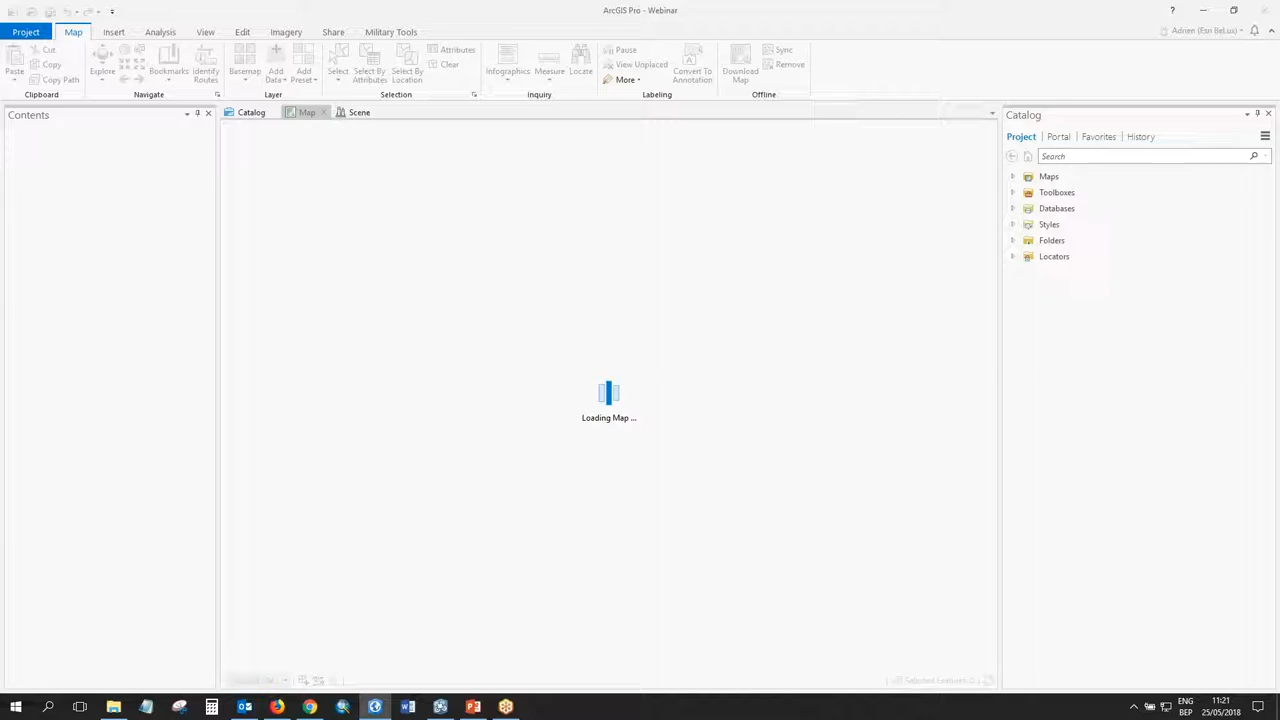 ArcGIS Pro - Webinar
?
Project Map Insert Analysis View Edit Imagery Share Military Tools
Adrien (Esri BeLux)
Paste Cut Copy Copy Path
Explore Bookmarks Identify Routes
Basemap Add Data Add Preset
Select Select By Attributes Select By Location Attributes Clear
Infographics Measure Locate
Pause View Unplaced More Convert To Annotation
Download Map Sync Remove
Clipboard Navigate Layer Selection Inquiry Labeling Offline
Contents
Catalog Map Scene
Catalog
Project Portal Favorites History
Search
Maps
Toolboxes
Databases
Styles
Folders
Locators
Loading Map ...
Selected Features: 0
ENG 11:21
BEP 25/05/2018